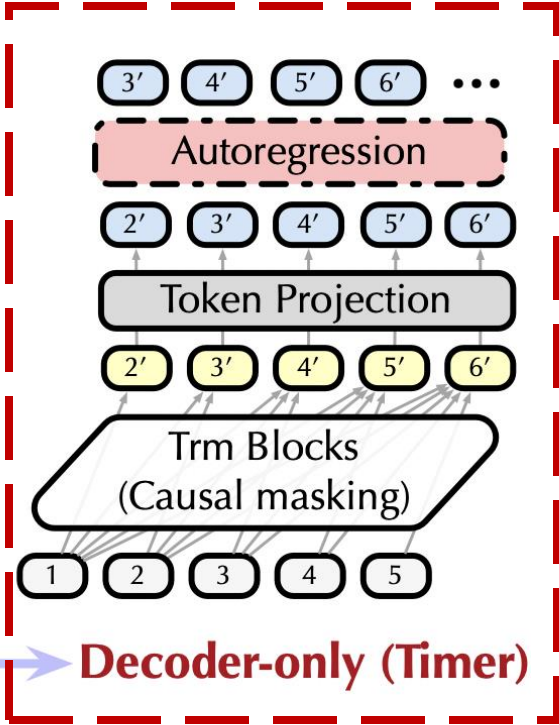 3′ 4′ 5′ 6′ •••
Autoregression
2′ 3′ 4′ 5′ 6′
Token Projection
2′ 3′ 4′ 5′ 6′
Trm Blocks
(Causal masking)
1 2 3 4 5
Decoder-only (Timer)